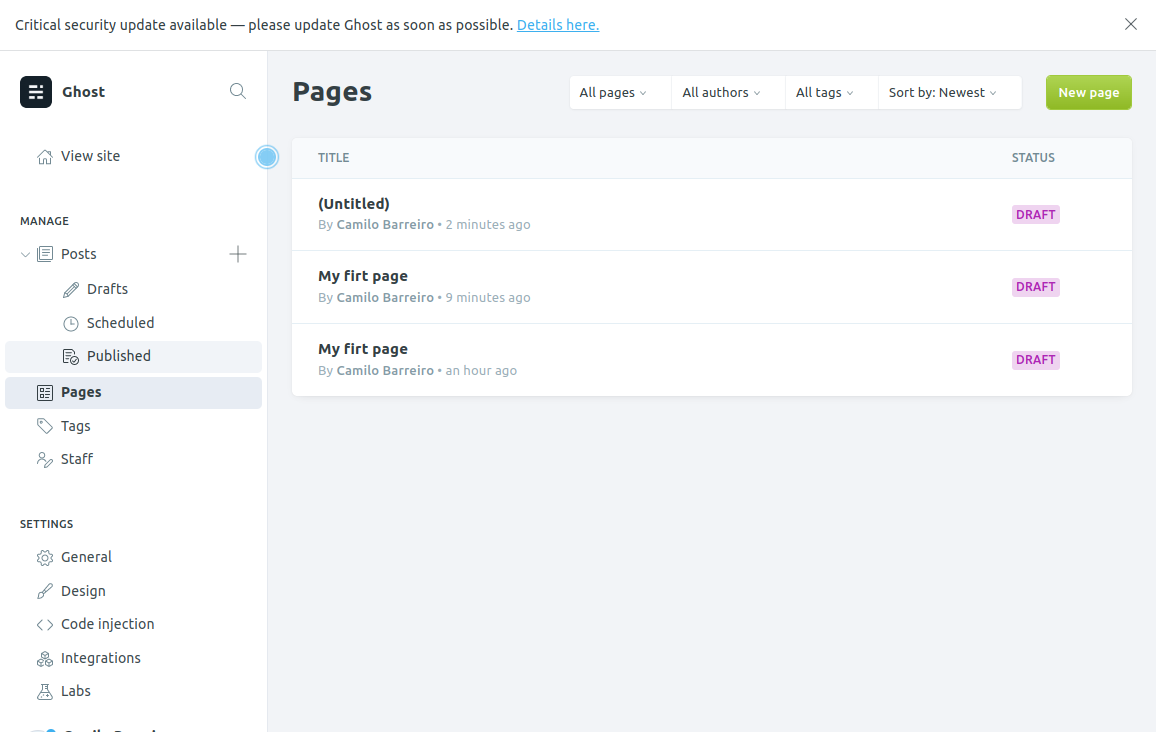 Critical security update available — please update Ghost as soon as possible. Details here.
Ghost
View site
MANAGE
Posts
Drafts
Scheduled
Published
Pages
Tags
Staff
SETTINGS
General
Design
Code injection
Integrations
Labs
Pages
All pages
All authors
All tags
Sort by: Newest
New page
TITLE
STATUS
(Untitled)
By Camilo Barreiro • 2 minutes ago
DRAFT
My firt page
By Camilo Barreiro • 9 minutes ago
DRAFT
My firt page
By Camilo Barreiro • an hour ago
DRAFT